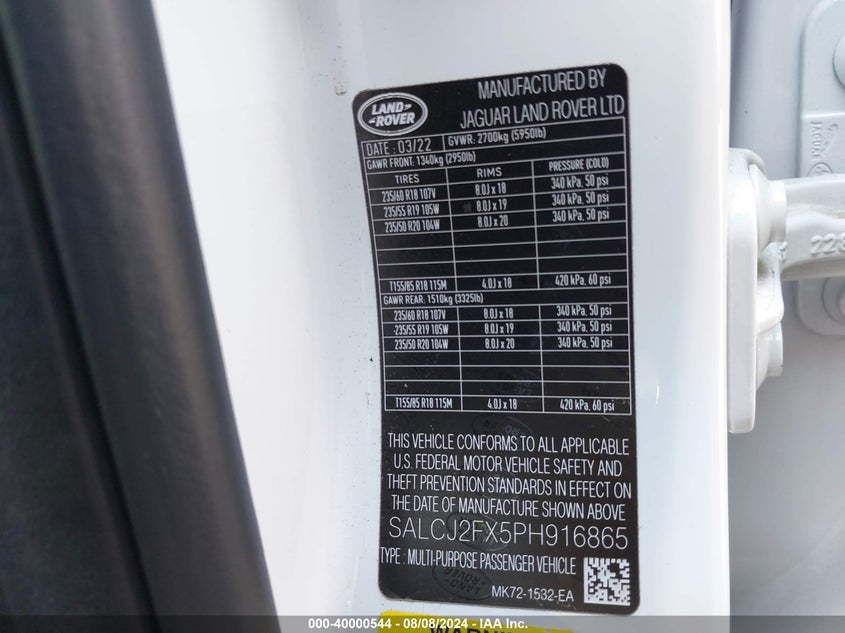 LAND
ROVER
MANUFACTURED BY
JAGUAR LAND ROVER LTD
DATE : 03/22 GVWR: 2700kg (5950lb)
GAWR FRONT: 1340kg (2950lb)
TIRES RIMS PRESSURE (COLD)
235/60 R18 107V 8.0J x 18 340 kPa, 50 psi
235/55 R19 105W 8.0J x 19 340 kPa, 50 psi
235/50 R20 104W 8.0J x 20 340 kPa, 50 psi
T155/85 R18 115M 4.0J x 18 420 kPa, 60 psi
GAWR REAR: 1510kg (3325lb)
235/60 R18 107V 8.0J x 18 340 kPa, 50 psi
235/55 R19 105W 8.0J x 19 340 kPa, 50 psi
235/50 R20 104W 8.0J x 20 340 kPa, 50 psi
T155/85 R18 115M 4.0J x 18 420 kPa, 60 psi
THIS VEHICLE CONFORMS TO ALL APPLICABLE
U.S. FEDERAL MOTOR VEHICLE SAFETY AND
THEFT PREVENTION STANDARDS IN EFFECT ON
THE DATE OF MANUFACTURE SHOWN ABOVE
SALCJ2FX5PH916865
TYPE : MULTI-PURPOSE PASSENGER VEHICLE
LAND
ROVER
MK72-1532-EA
JAGUAR
000-40000544 - 08/08/2024 - IAA Inc.